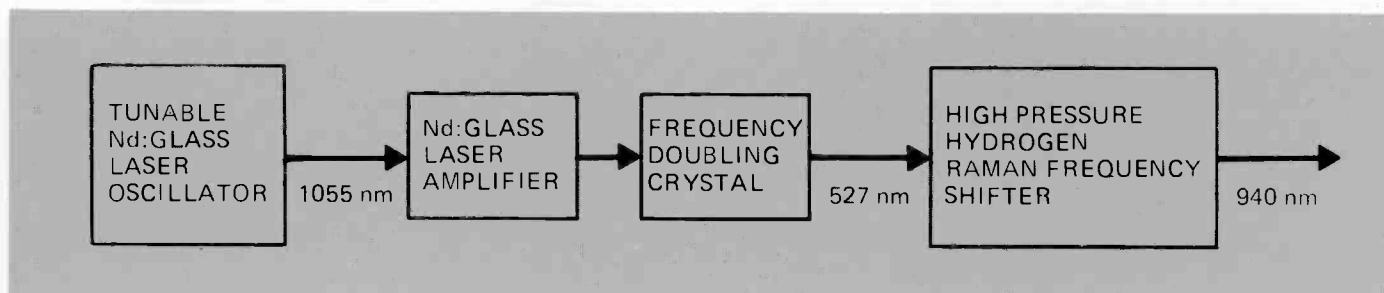 TUNABLE
Nd:GLASS
LASER
OSCILLATOR
1055 nm
Nd:GLASS
LASER
AMPLIFIER
FREQUENCY
DOUBLING
CRYSTAL
527 nm
HIGH PRESSURE
HYDROGEN
RAMAN FREQUENCY
SHIFTER
940 nm